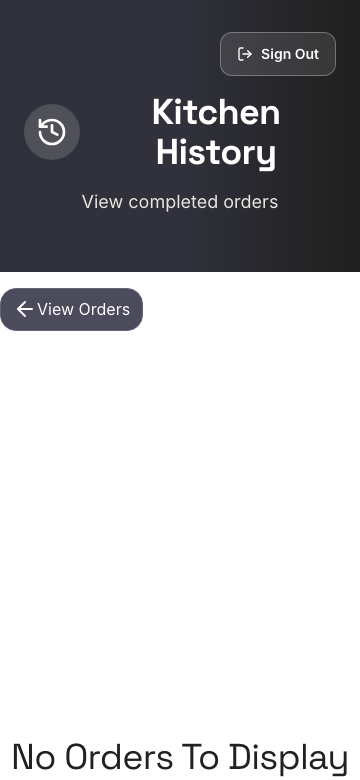 Sign Out
Kitchen
History
View completed orders
View Orders
No Orders To Display